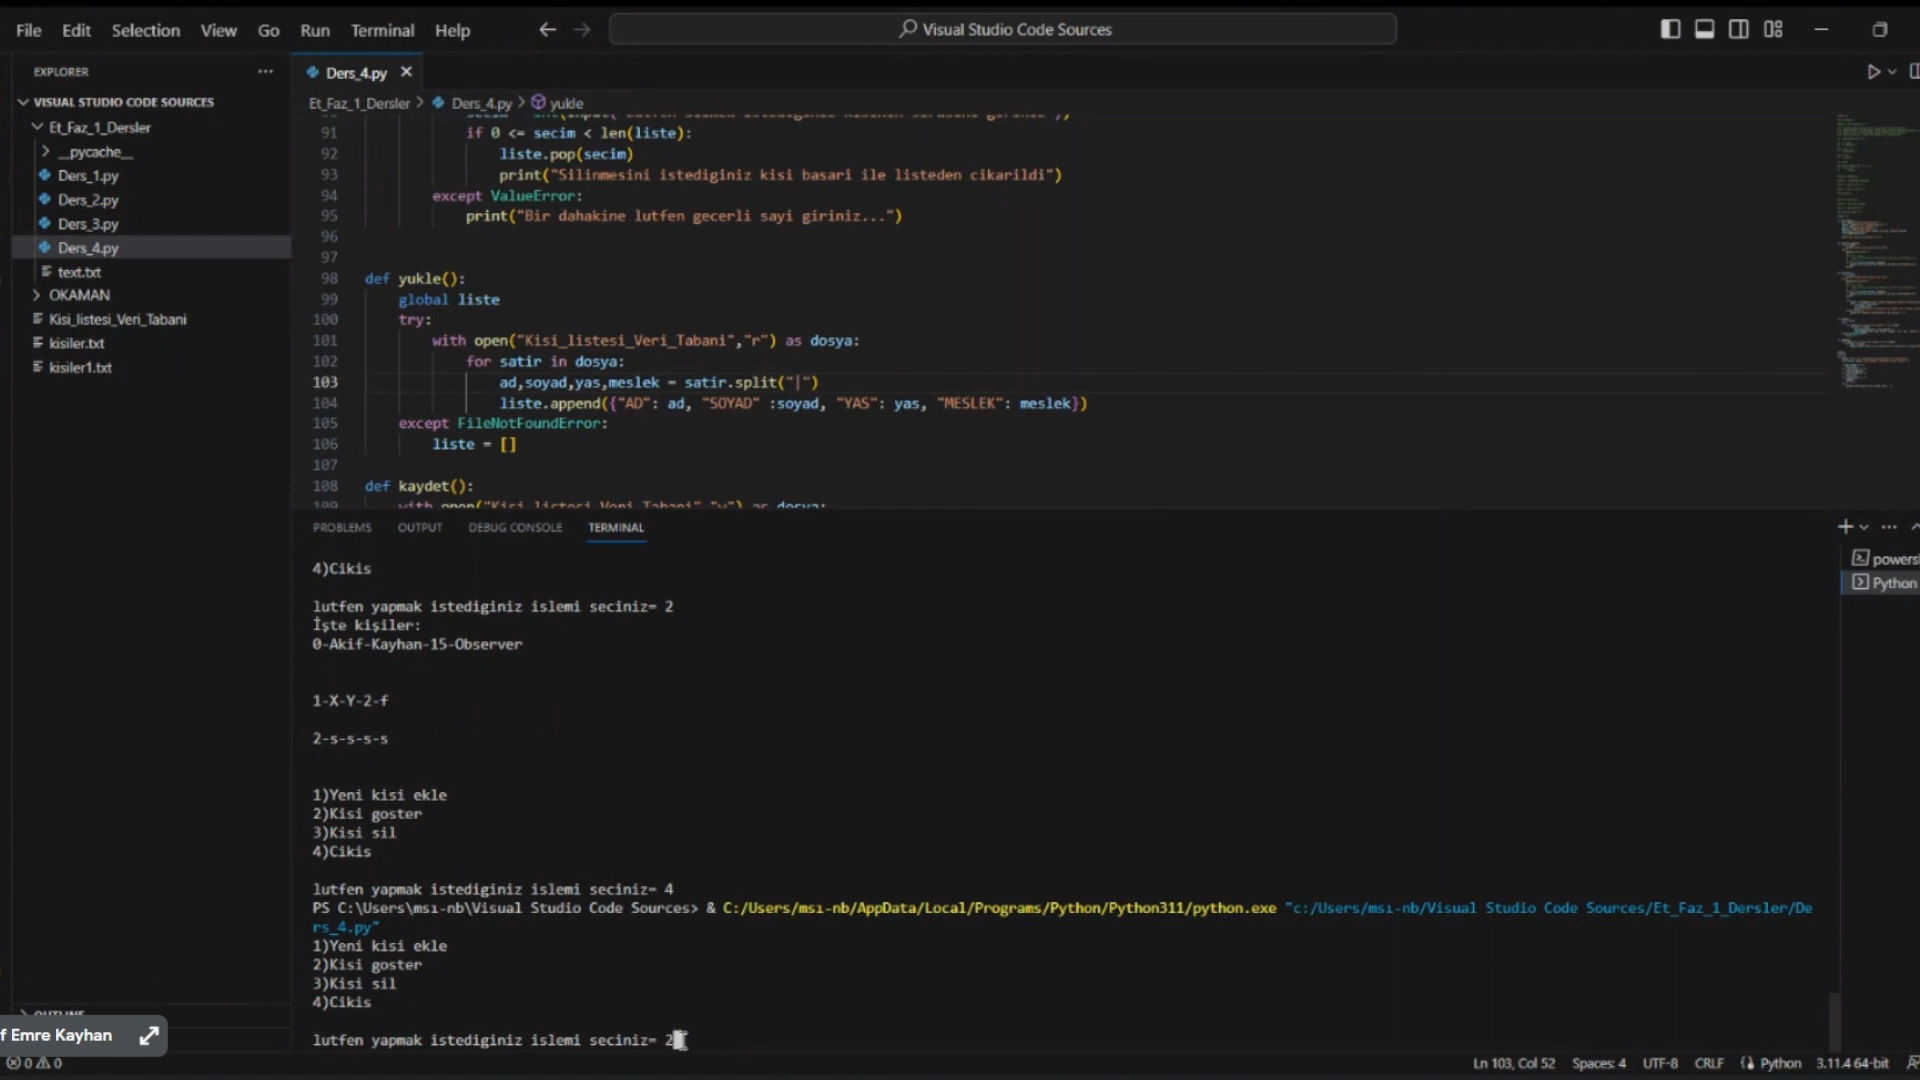 File Edit Selection View Go Run Terminal Help
Visual Studio Code Sources
EXPLORER
Ders_4.py
VISUAL STUDIO CODE SOURCES
Et_Faz_1_Dersler > Ders_4.py > yukle
Et_Faz_1_Dersler
__pycache__
Ders_1.py
Ders_2.py
Ders_3.py
Ders_4.py
text.txt
OKAMAN
Kisi_listesi_Veri_Tabani
kisiler.txt
kisiler1.txt
91 if 0 <= secim < len(liste):
92 liste.pop(secim)
93 print("Silinmesini istediginiz kisi basari ile listeden cikarildi")
94 except ValueError:
95 print("Bir dahakine lutfen gecerli sayi giriniz...")
96
97
98 def yukle():
99 global liste
100 try:
101 with open("Kisi_listesi_Veri_Tabani","r") as dosya:
102 for satir in dosya:
103 ad,soyad,yas,meslek = satir.split("|")
104 liste.append({"AD": ad, "SOYAD" :soyad, "YAS": yas, "MESLEK": meslek})
105 except FileNotFoundError:
106 liste = []
107
108 def kaydet():
109 with open("Kisi_listesi_Veri_Tabani","w") as dosya:
PROBLEMS OUTPUT DEBUG CONSOLE TERMINAL
powersh
Python
4)Cikis
lutfen yapmak istediginiz islemi seciniz= 2
İşte kişiler:
0-Akif-Kayhan-15-Observer
1-X-Y-2-f
2-s-s-s-s
1)Yeni kisi ekle
2)Kisi goster
3)Kisi sil
4)Cikis
lutfen yapmak istediginiz islemi seciniz= 4
PS C:\Users\msı-nb\Visual Studio Code Sources> & C:/Users/msı-nb/AppData/Local/Programs/Python/Python311/python.exe "c:/Users/msı-nb/Visual Studio Code Sources/Et_Faz_1_Dersler/De
rs_4.py"
1)Yeni kisi ekle
2)Kisi goster
3)Kisi sil
4)Cikis
lutfen yapmak istediginiz islemi seciniz= 2
OUTLINE
f Emre Kayhan
0 0
Ln 103, Col 52 Spaces: 4 UTF-8 CRLF Python 3.11.4 64-bit